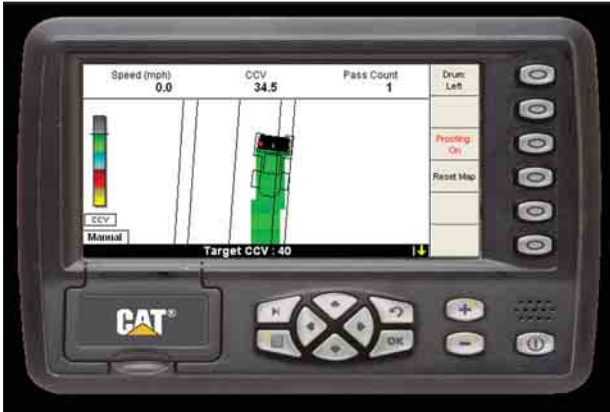 Speed (mph)
0.0
CCV
34.5
Pass Count
1
Drum:
Left
Proofing:
On
Reset Map
CCV
Manual
Target CCV : 40
CAT®
OK